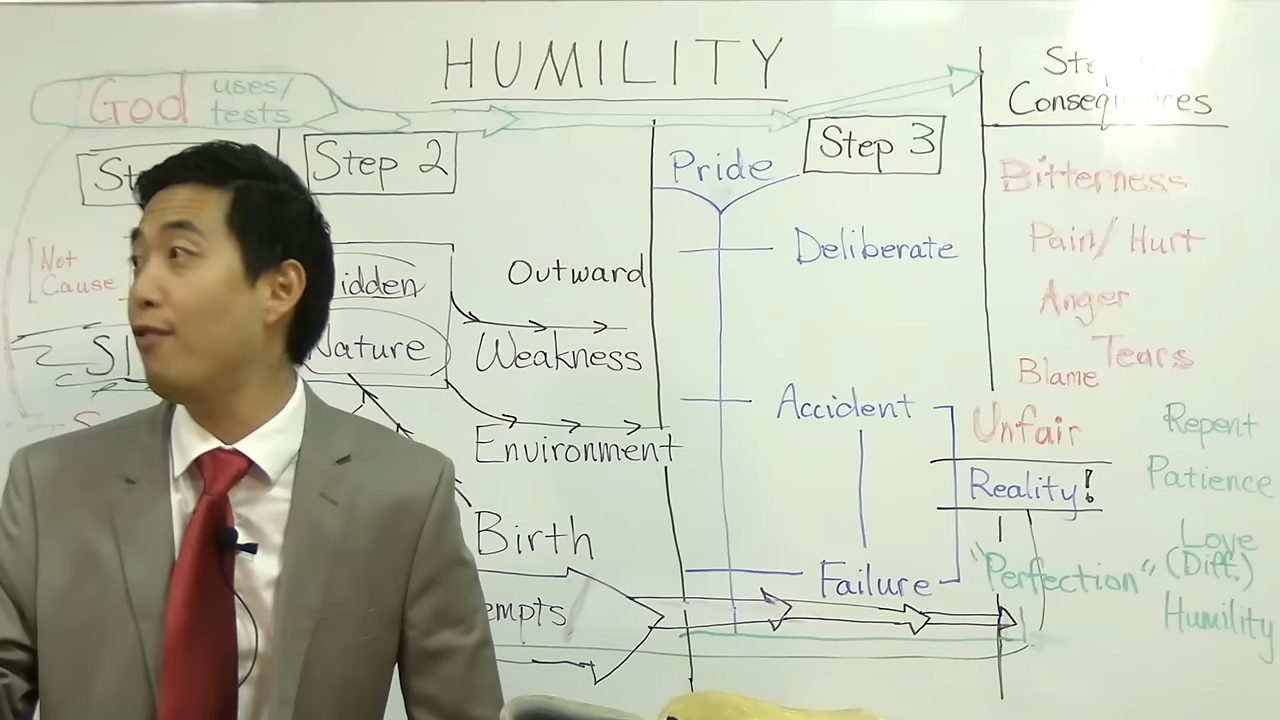 HUMILITY
God uses/
tests
Step 2
Pride
Step 3
Consequences
Bitterness
Deliberate
Pain/Hurt
[Not
Cause
Outward
Nature
Weakness
Anger
Tears
Blame
Accident
Unfair
Repent
Environment
Reality!
Patience
Birth
Love
"Perfection"
(Diff.)
Failure
Humility